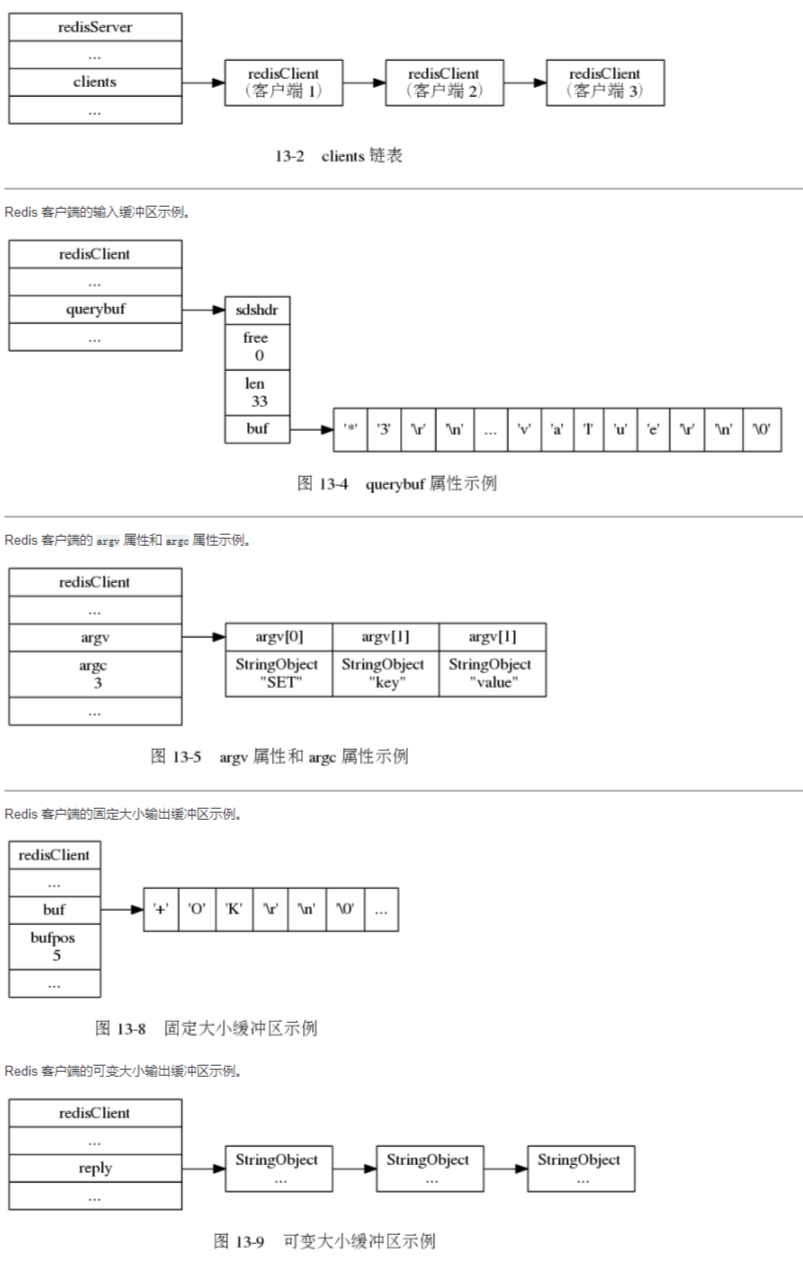 redisServer
...
clients
...
redisClient
(客户端 1)
redisClient
(客户端 2)
redisClient
(客户端 3)
13-2 clients 链表
Redis 客户端的输入缓冲区示例。
redisClient
...
querybuf
...
sdshdr
free
0
len
33
buf
'*' '3' '\r' '\n' ... 'v' 'a' 'l' 'u' 'e' '\r' '\n' '\0'
图 13-4 querybuf 属性示例
Redis 客户端的 argv 属性和 argc 属性示例。
redisClient
...
argv
argc
3
...
argv[0] argv[1] argv[1]
StringObject StringObject StringObject
"SET" "key" "value"
图 13-5 argv 属性和 argc 属性示例
Redis 客户端的固定大小输出缓冲区示例。
redisClient
...
buf
bufpos
5
...
'+' 'O' 'K' '\r' '\n' '\0' ...
图 13-8 固定大小缓冲区示例
Redis 客户端的可变大小输出缓冲区示例。
redisClient
...
reply
...
StringObject
...
StringObject
...
StringObject
...
图 13-9 可变大小缓冲区示例